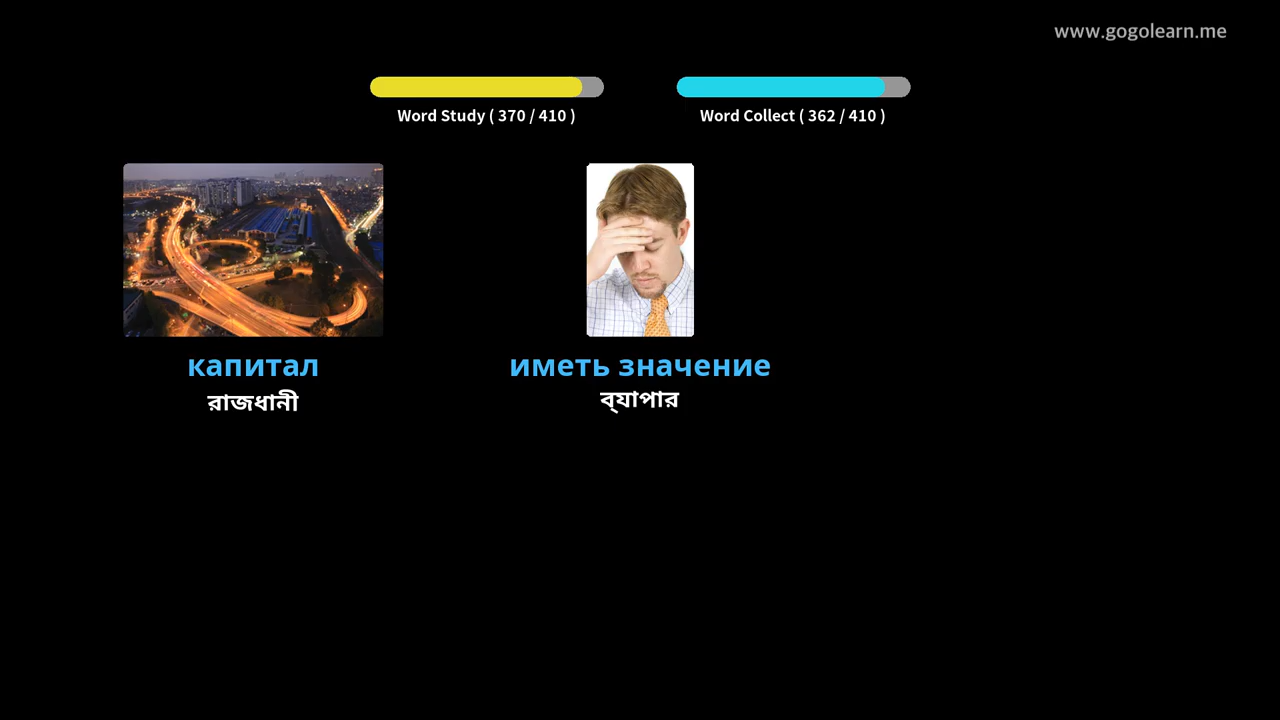 www.gogolearn.me
Word Study ( 370 / 410 )
Word Collect ( 362 / 410 )
капитал
রাজধানী
иметь значение
ব্যাপার